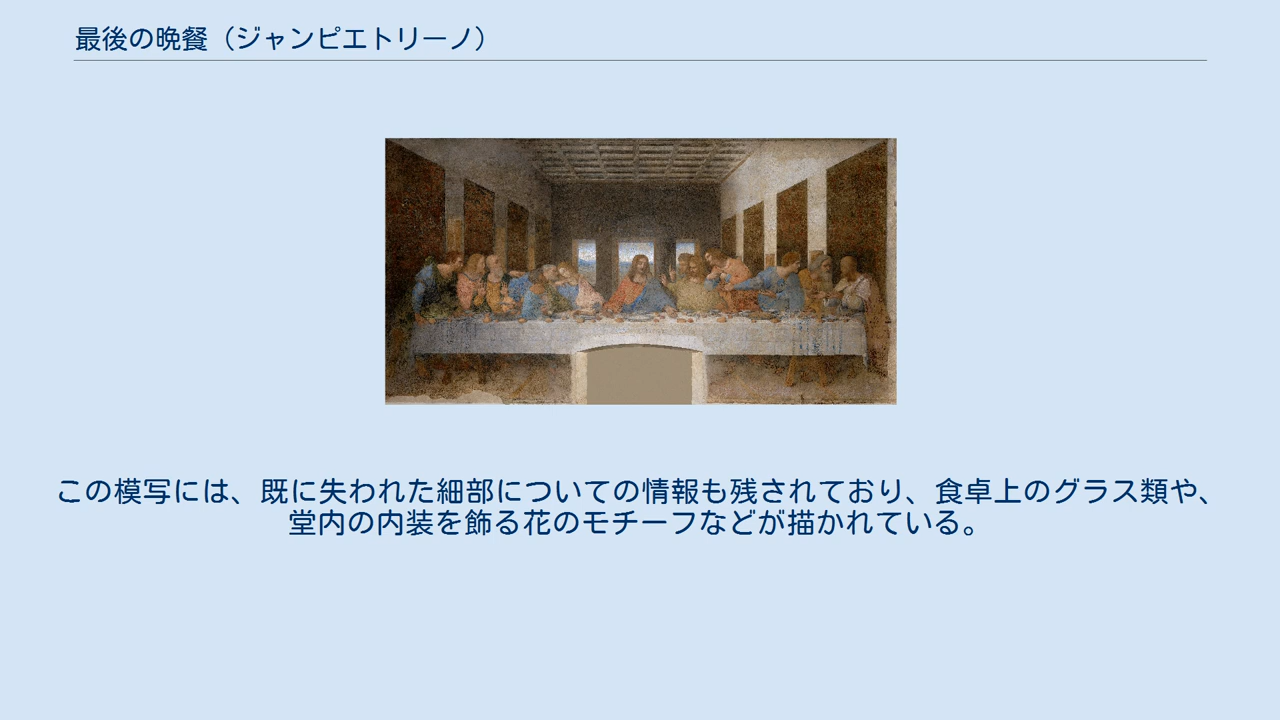 最後の晩餐（ジャンピエトリーノ）
この模写には、既に失われた細部についての情報も残されており、食卓上のグラス類や、
堂内の内装を飾る花のモチーフなどが描かれている。